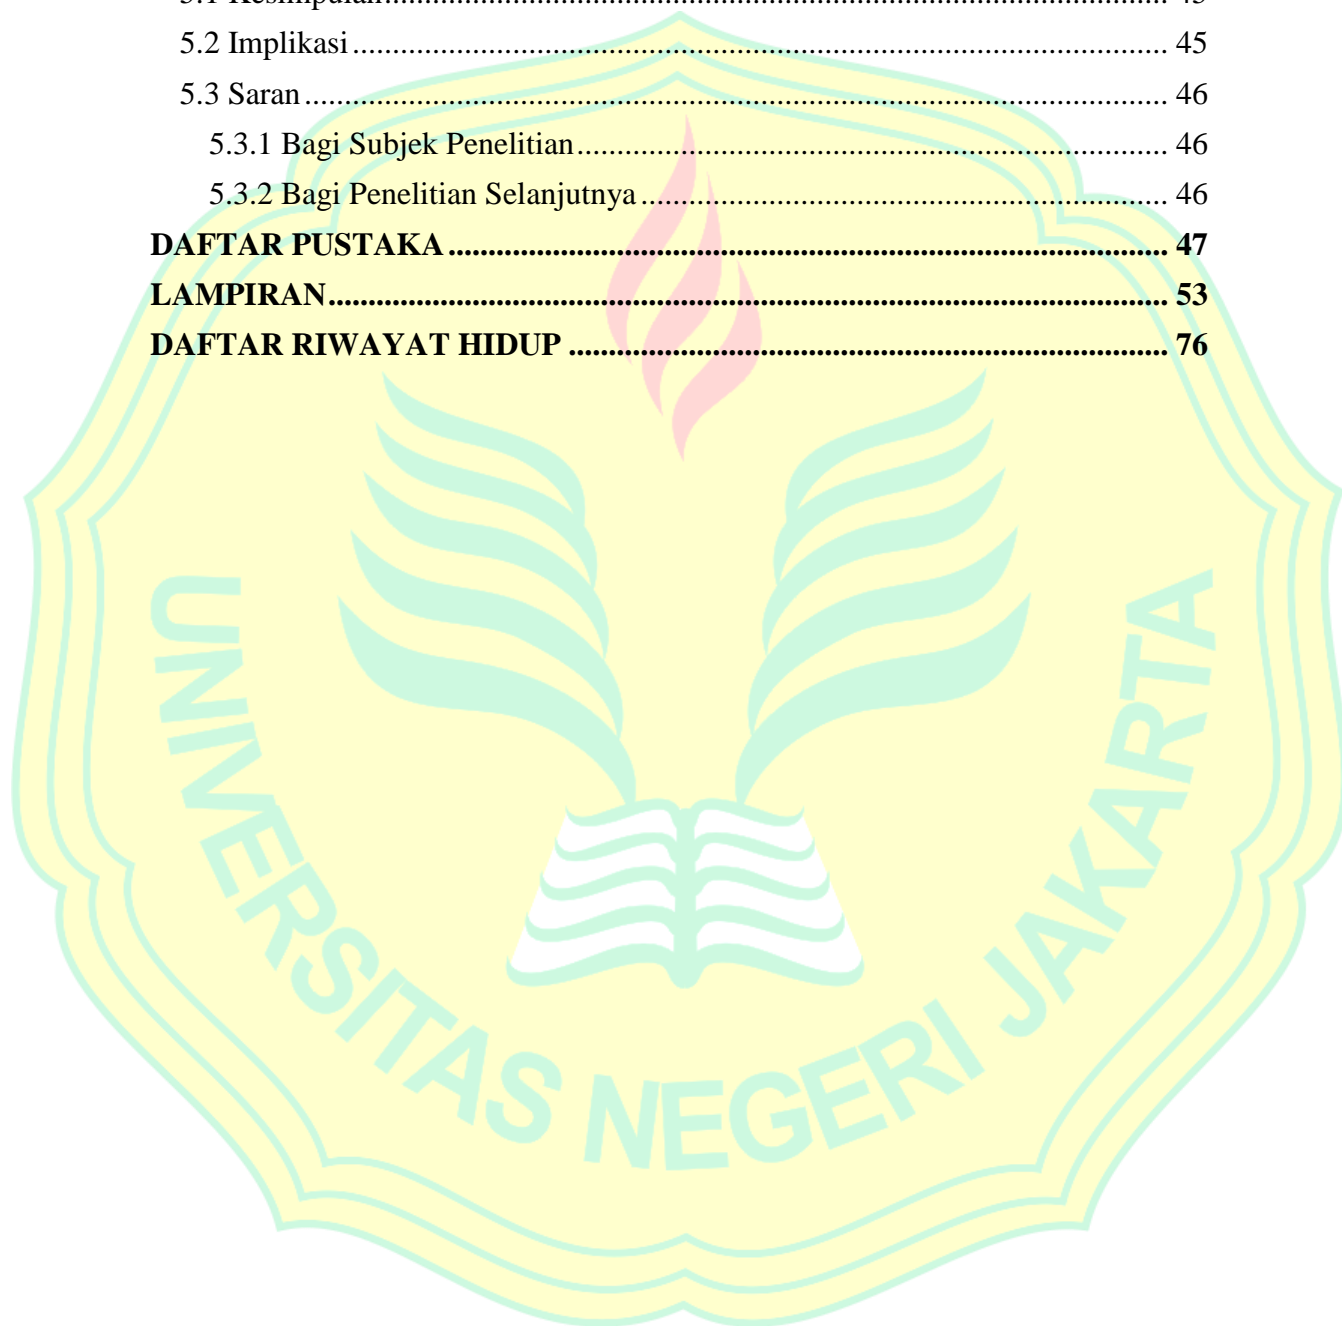 5.2 Implikasi ........................................ 45
5.3 Saran ........................................ 46
5.3.1 Bagi Subjek Penelitian ........................................ 46
5.3.2 Bagi Penelitian Selanjutnya ........................................ 46
DAFTAR PUSTAKA ........................................ 47
LAMPIRAN ........................................ 53
DAFTAR RIWAYAT HIDUP ........................................ 76
UNIVERSITAS NEGERI JAKARTA